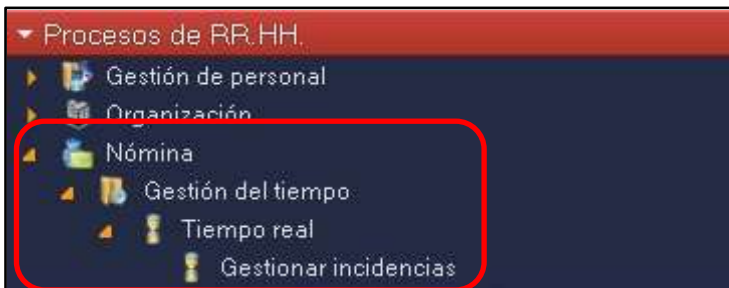 Procesos de RR.HH.
Gestión de personal
Organización
Nómina
Gestión del tiempo
Tiempo real
Gestionar incidencias